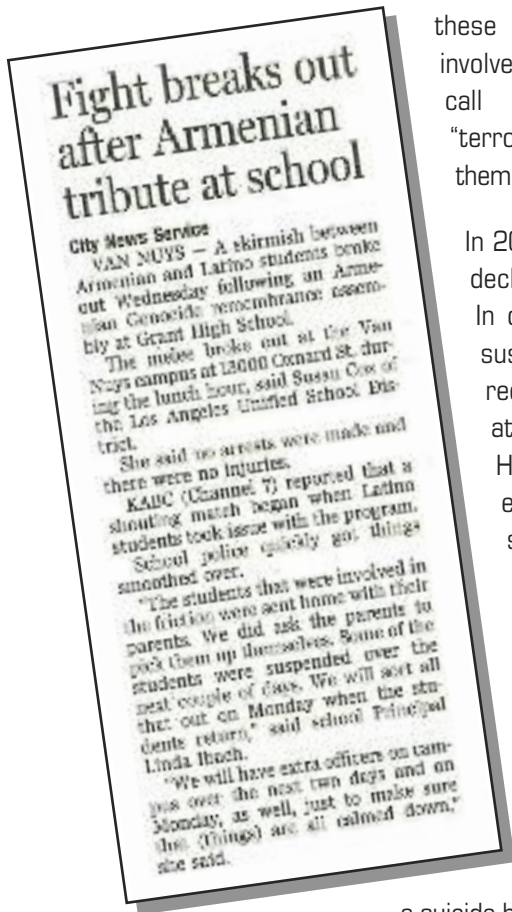 Fight breaks out
after Armenian
tribute at school
City News Service
VAN NUYS — A skirmish between
Armenian and Latino students broke
out Wednesday following an Arme-
nian Genocide remembrance assem-
bly at Grant High School.
The melee broke out at the Van
Nuys campus at 13000 Oxnard St. dur-
ing the lunch hour, said Susan Cox of
the Los Angeles Unified School Dis-
trict.
She said no arrests were made and
there were no injuries.
KABC (Channel 7) reported that a
shouting match began when Latino
students took issue with the program.
School police quickly got things
smoothed over.
"The students that were involved in
the friction were sent home with their
parents. We did ask the parents to
pick them up themselves. Some of the
students were suspended over the
next couple of days. We will sort all
that out on Monday when the stu-
dents return," said school Principal
Linda Ibach.
"We will have extra officers on cam-
pus over the next two days and on
Monday, as well, just to make sure
that (things) are all calmed down,"
she said.
these
involve
call
"terro
them
In 20
decl
In
sus
rec
at
H
e
s
a suicide b